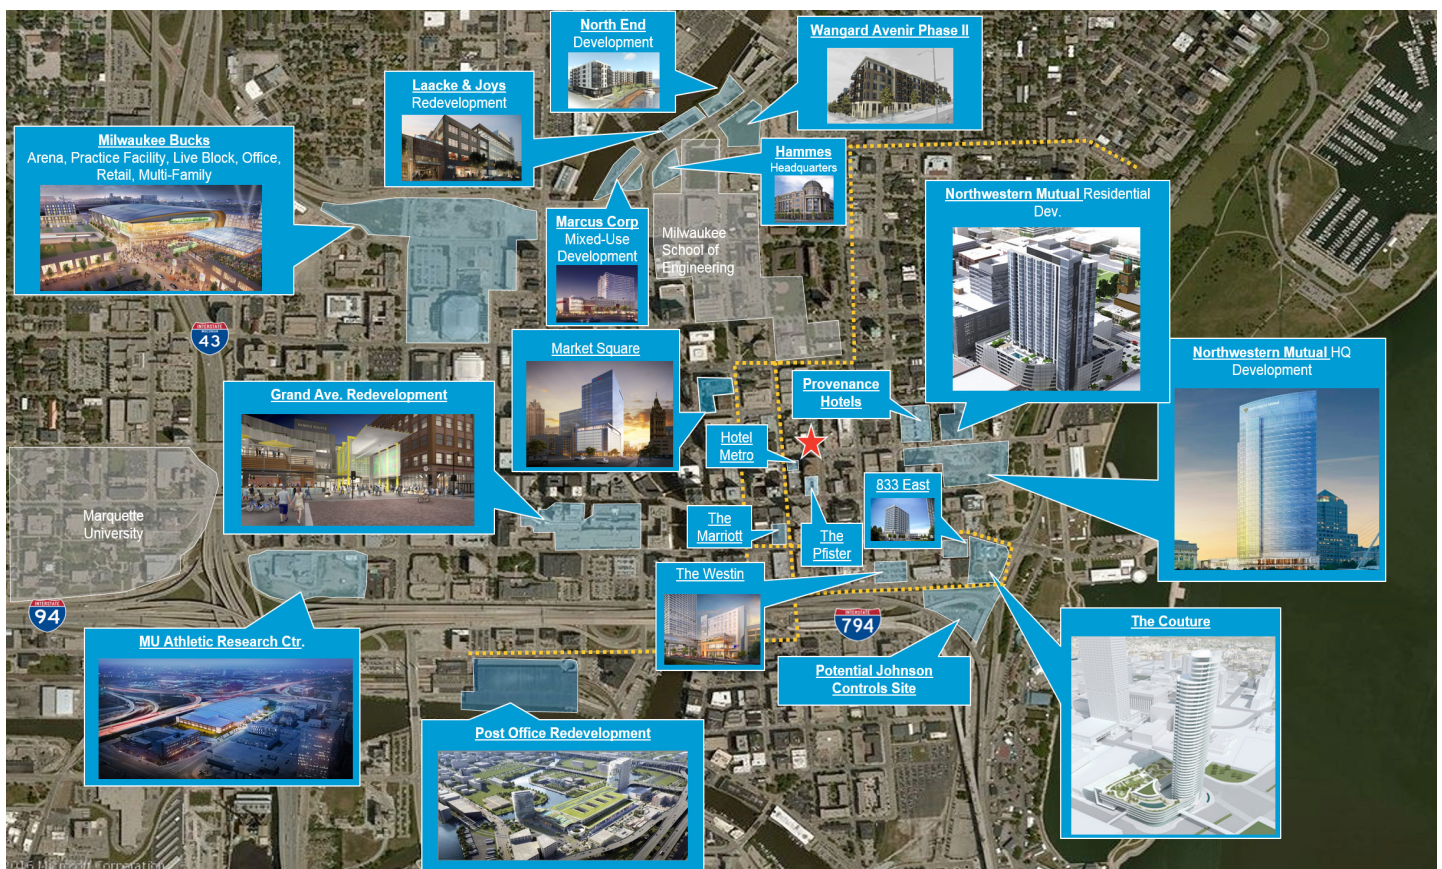 North End
Development
Wangard Avenir Phase II
Laacke & Joys
Redevelopment
Milwaukee Bucks
Arena, Practice Facility, Live Block, Office,
Retail, Multi-Family
Hammes
Headquarters
Northwestern Mutual Residential
Dev.
Marcus Corp
Mixed-Use
Development
Milwaukee
School of
Engineering
INTERSTATE
43
Market Square
Northwestern Mutual HQ
Development
Grand Ave. Redevelopment
Provenance
Hotels
Hotel
Metro
833 East
Marquette
University
The
Marriott
The
Pfister
The Westin
94
INTERSTATE
794
The Couture
MU Athletic Research Ctr.
Potential Johnson
Controls Site
Post Office Redevelopment